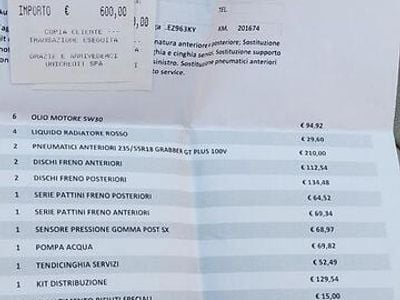 IMPORTO € 600,00
COPIA CLIENTE ---
TRANSAZIONE ESEGUITA
GRAZIE E ARRIVEDERCI
UNICREDIT SPA
TEL
EZ963KY
KM. 201674
anteriore e posteriore; Sostituzione
cinghia servizi. Sostituzione supporto
sinistro. Sostituzione pneumatici anteriori
service.
6 OLIO MOTORE 5W30 € 94,92
4 LIQUIDO RADIATORE ROSSO € 29,60
2 PNEUMATICI ANTERIORI 235/55R18 GRABBER GT PLUS 100V € 210,00
2 DISCHI FRENO ANTERIORI € 112,54
2 DISCHI FRENO POSTERIORI € 134,48
1 SERIE PATTINI FRENO POSTERIORI € 64,52
1 SERIE PATTINI FRENO ANTERIORI € 69,34
1 SENSORE PRESSIONE GOMMA POST SX € 68,97
1 POMPA ACQUA € 69,82
1 TENDICINGHIA SERVIZI € 52,49
1 KIT DISTRIBUZIONE € 129,54
RIFIUTI SPECIALI € 15,00